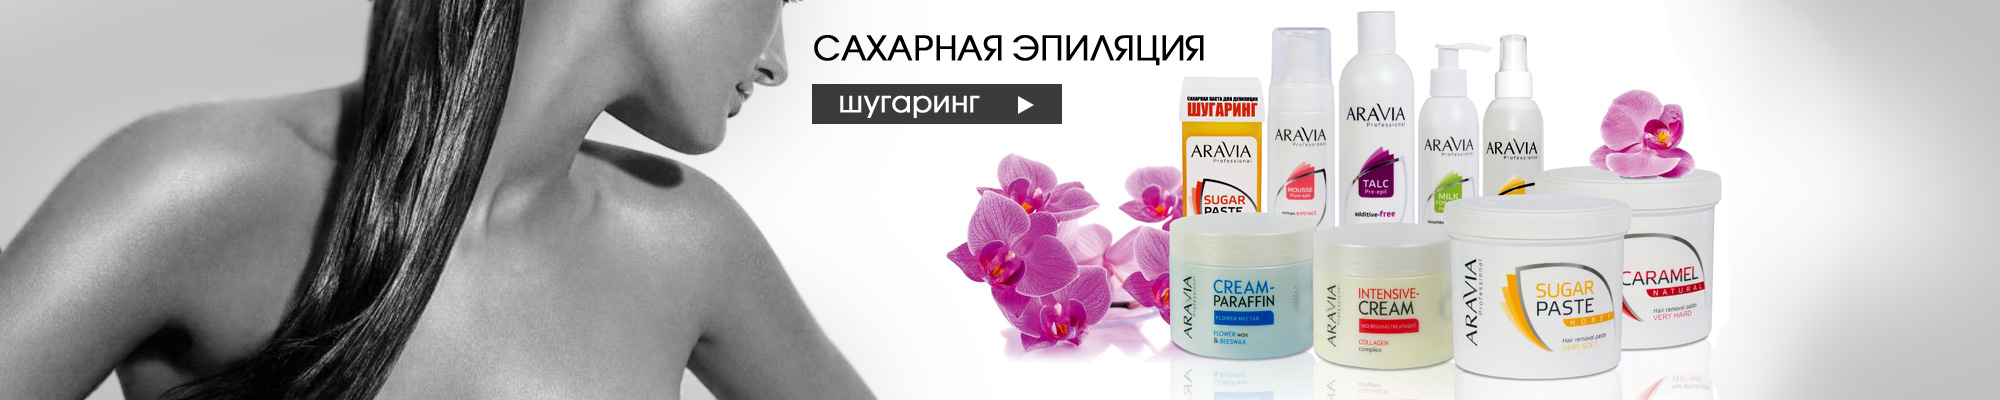 САХАРНАЯ ЭПИЛЯЦИЯ
шугаринг
САХАРНАЯ ПАСТА ДЛЯ ДЕПИЛЯЦИИ
ШУГАРИНГ
ARAVIA
Professional
SUGAR
PASTE
ARAVIA
Professional
MOUSSE
Post-epil
extract
ARAVIA
Professional
TALC
Pre-epil
additive-free
ARAVIA
Professional
MILK
ARAVIA
Professional
ARAVIA
CREAM-
PARAFFIN
FLOWER NECTAR
FLOWER wax
& BEESWAX
ARAVIA
INTENSIVE-
CREAM
NOURISHING TREATMENT
COLLAGEN
complex
ARAVIA
Professional
SUGAR
PASTE
HONEY
Hair removal paste
VERY SOFT
CARAMEL
NATURAL
Hair removal paste
VERY HARD